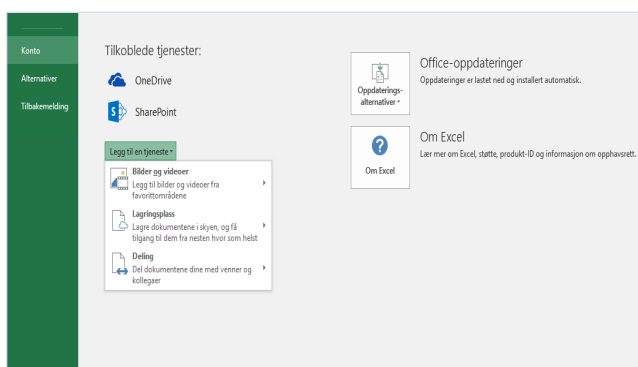 Konto
Alternativer
Tilbakemelding
Tilkoblede tjenester:
OneDrive
SharePoint
Legg til en tjeneste
Bilder og videoer
Legg til bilder og videoer fra
favorittområdene
Lagringsplass
Lagre dokumentene i skyen, og få
tilgang til dem fra nesten hvor som helst
Deling
Del dokumentene dine med venner og
kollegaer
Oppdaterings-
alternativer
Office-oppdateringer
Oppdateringer er lastet ned og installert automatisk.
Om Excel
Om Excel
Lær mer om Excel, støtte, produkt-ID og informasjon om opphavsrett.